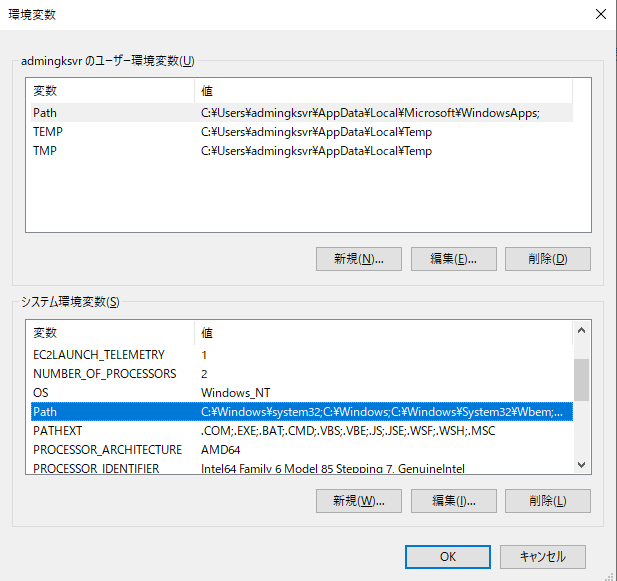 環境変数
admingksvr のユーザー環境変数(U)
変数 値
Path C:¥Users¥admingksvr¥AppData¥Local¥Microsoft¥WindowsApps;
TEMP C:¥Users¥admingksvr¥AppData¥Local¥Temp
TMP C:¥Users¥admingksvr¥AppData¥Local¥Temp
新規(N)... 編集(E)... 削除(D)
システム環境変数(S)
変数 値
EC2LAUNCH_TELEMETRY 1
NUMBER_OF_PROCESSORS 2
OS Windows_NT
Path C:¥Windows¥system32;C:¥Windows;C:¥Windows¥System32¥Wbem;...
PATHEXT .COM;.EXE;.BAT;.CMD;.VBS;.VBE;.JS;.JSE;.WSF;.WSH;.MSC
PROCESSOR_ARCHITECTURE AMD64
PROCESSOR_IDENTIFIER Intel64 Family 6 Model 85 Stepping 7, GenuineIntel
新規(W)... 編集(I)... 削除(L)
OK キャンセル